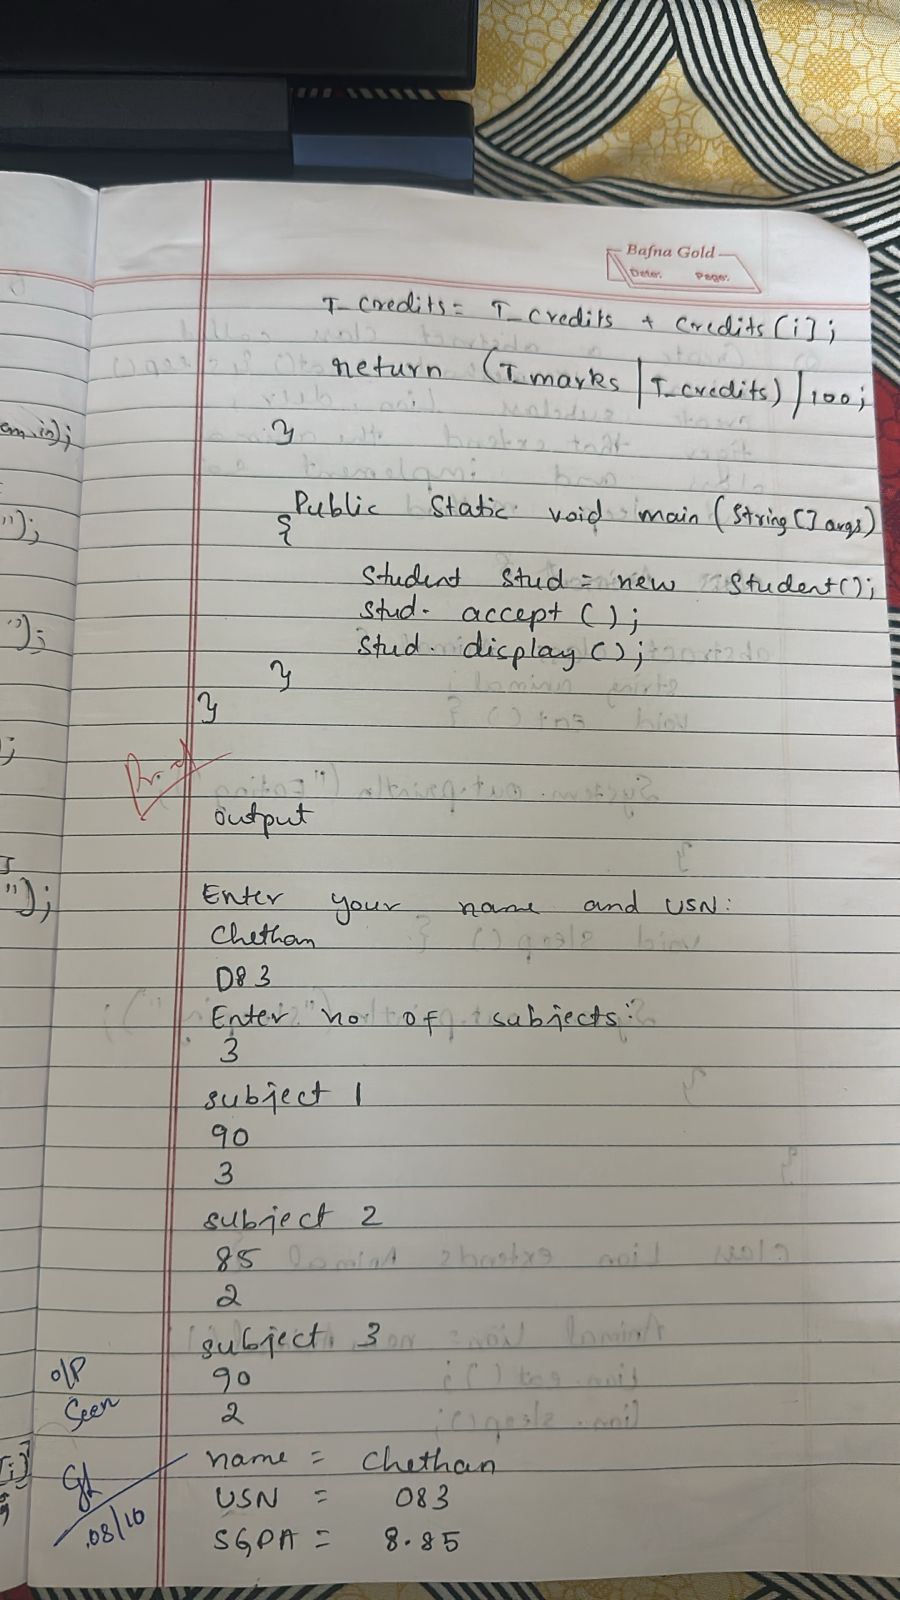 Bafna Gold
Date: Page:
T_credits = T_credits + credits[i];
return (T_marks / T_credits) / 100;
}
Public static void main (String[] args)
{
Student stud = new Student();
stud. accept ();
stud. display ();
}
}
output
Enter your name and USN:
Chethan
083
Enter "no of subjects:"
3
subject 1
90
3
subject 2
85
2
subject 3
90
2
O/P
Seen
name = Chethan
USN = 083
SGPA = 8.85
08/10
em.in);
");
");
;
");